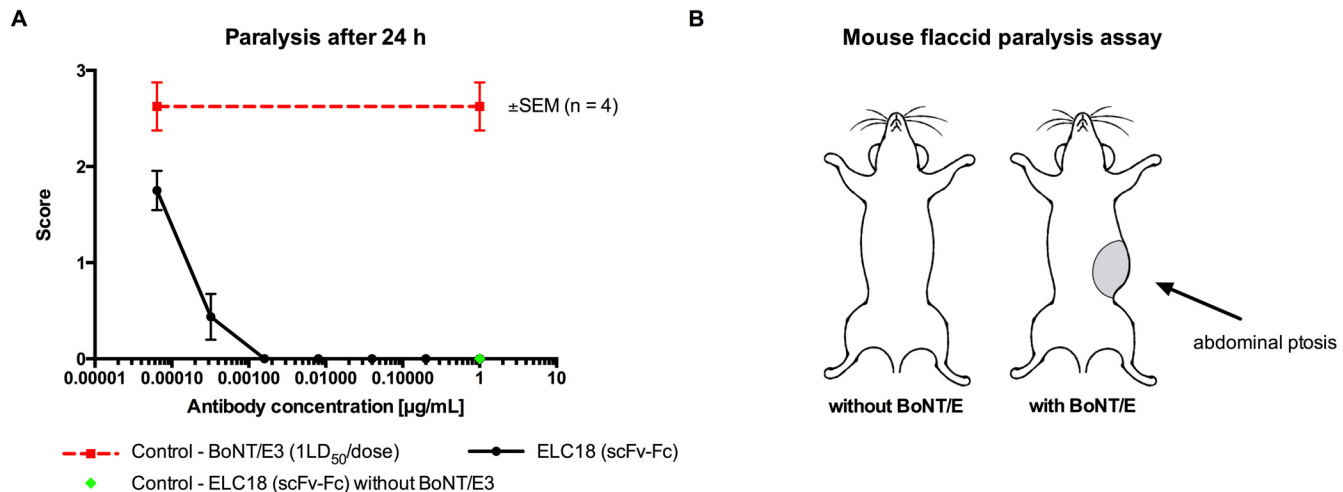 A
Paralysis after 24 h
3
2
1
0
Score
±SEM (n = 4)
0.00001
0.00010
0.00100
0.01000
0.10000
1
10
Antibody concentration [µg/mL]
Control - BoNT/E3 (1LD50/dose)
ELC18 (scFv-Fc)
Control - ELC18 (scFv-Fc) without BoNT/E3
B
Mouse flaccid paralysis assay
abdominal ptosis
without BoNT/E
with BoNT/E